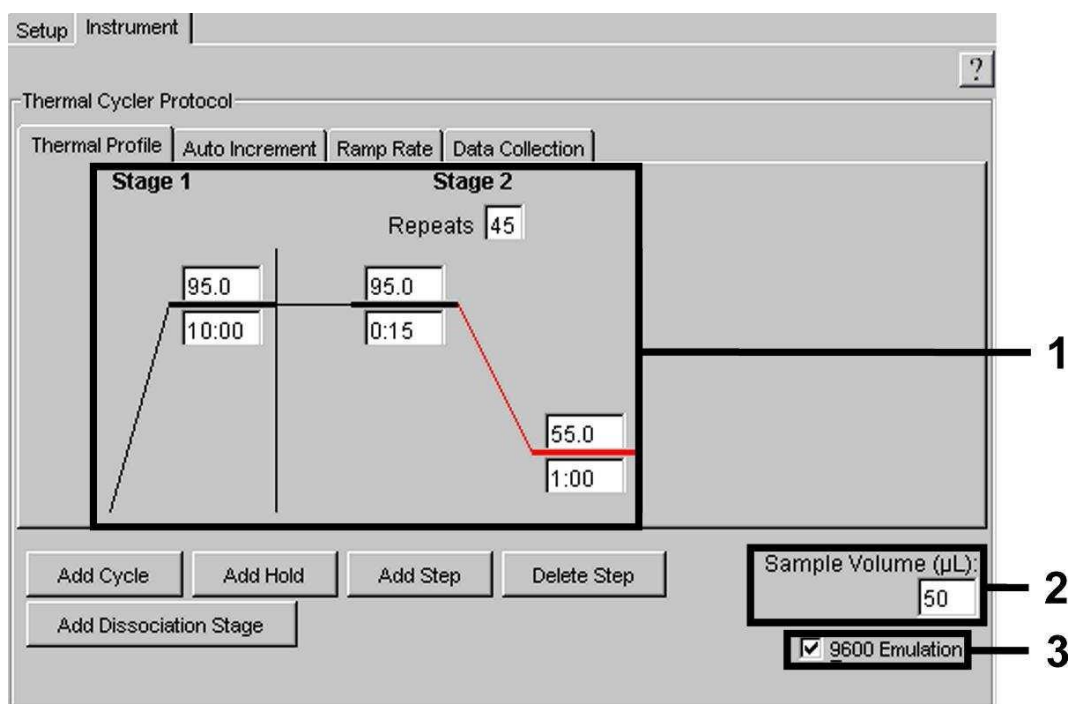 Setup Instrument
?
Thermal Cycler Protocol
Thermal Profile Auto Increment Ramp Rate Data Collection
Stage 1 Stage 2
Repeats 45
95.0 95.0
10:00 0:15
1
55.0
1:00
Add Cycle Add Hold Add Step Delete Step
Sample Volume (µL):
50
2
Add Dissociation Stage
9600 Emulation
3